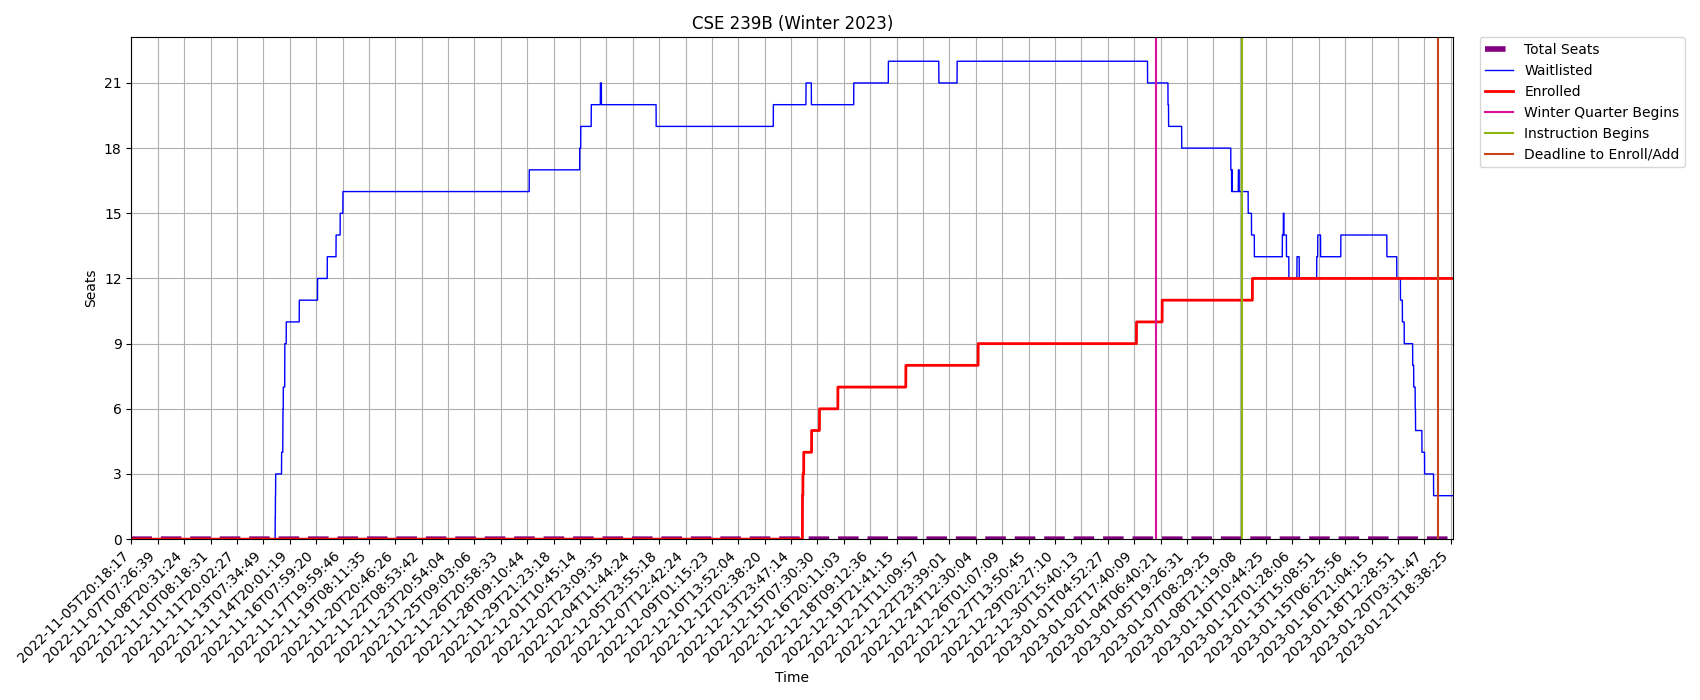 CSE 239B (Winter 2023)
Total Seats
Waitlisted
Enrolled
Winter Quarter Begins
Instruction Begins
Deadline to Enroll/Add
Seats
21
18
15
12
9
6
3
0
2022-11-05T20:18:17
2022-11-07T07:26:39
2022-11-08T20:31:24
2022-11-10T08:18:31
2022-11-11T20:02:27
2022-11-13T07:34:49
2022-11-14T20:01:19
2022-11-16T07:59:20
2022-11-17T19:59:46
2022-11-19T08:11:35
2022-11-20T20:46:26
2022-11-22T08:53:42
2022-11-23T20:54:04
2022-11-25T09:03:06
2022-11-26T20:58:33
2022-11-28T09:10:44
2022-11-29T21:23:18
2022-12-01T10:45:14
2022-12-02T23:09:35
2022-12-04T11:44:24
2022-12-05T23:55:18
2022-12-07T12:42:24
2022-12-09T01:15:23
2022-12-10T13:52:04
2022-12-12T02:38:20
2022-12-13T23:47:14
2022-12-15T07:30:30
2022-12-16T20:11:03
2022-12-18T09:12:36
2022-12-19T21:41:15
2022-12-21T11:09:57
2022-12-22T23:39:01
2022-12-24T12:30:04
2022-12-26T01:07:09
2022-12-27T13:50:45
2022-12-29T02:27:10
2022-12-30T15:40:13
2023-01-01T04:52:27
2023-01-02T17:40:09
2023-01-04T06:40:21
2023-01-05T19:26:31
2023-01-07T08:29:25
2023-01-08T21:19:08
2023-01-10T10:44:25
2023-01-12T01:28:06
2023-01-13T15:08:51
2023-01-15T06:25:56
2023-01-16T21:04:15
2023-01-18T12:28:51
2023-01-20T03:31:47
2023-01-21T18:38:25
Time